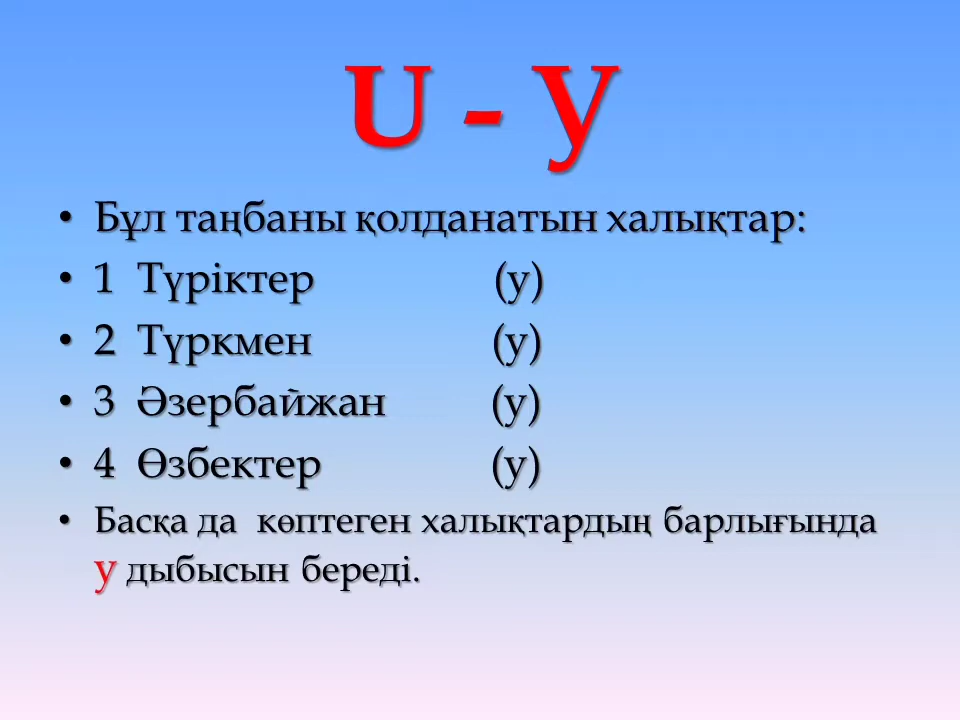 U - У
• Бұл таңбаны қолданатын халықтар:
• 1 Түріктер (у)
• 2 Түркмен (у)
• 3 Әзербайжан (у)
• 4 Өзбектер (у)
• Басқа да көптеген халықтардың барлығында
у дыбысын береді.